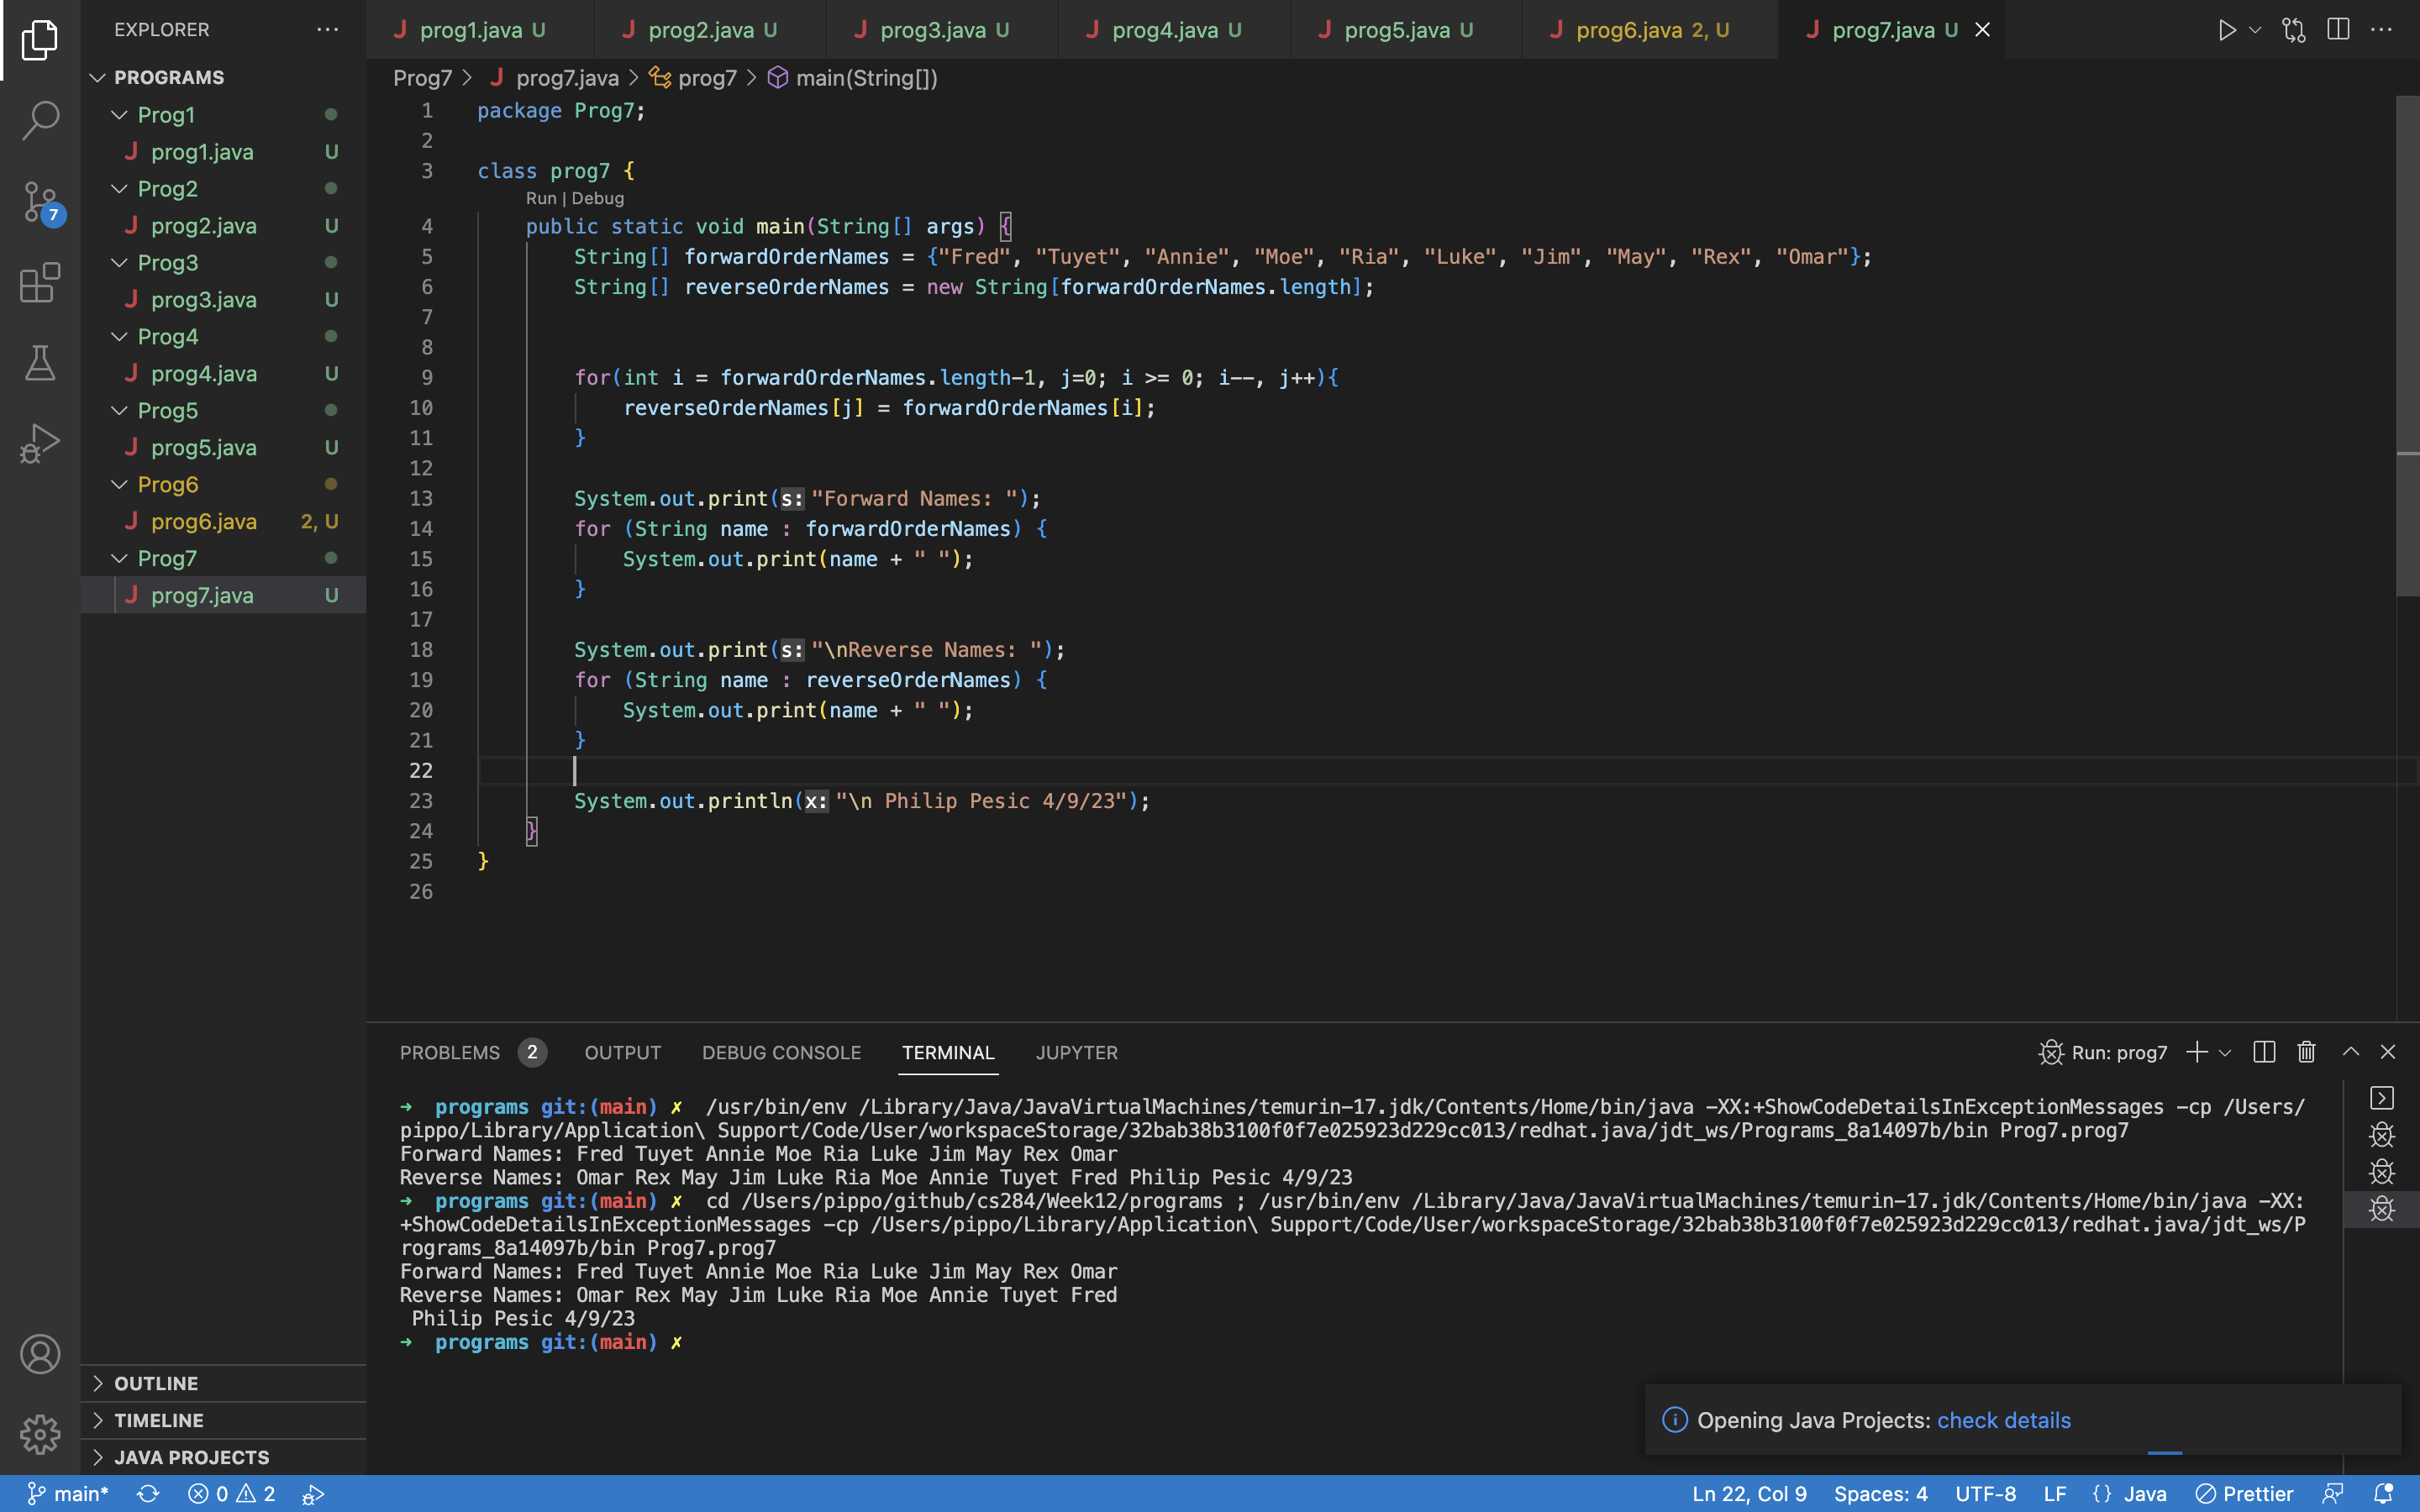 EXPLORER
PROGRAMS
Prog1
J prog1.java U
Prog2
J prog2.java U
Prog3
J prog3.java U
Prog4
J prog4.java U
Prog5
J prog5.java U
Prog6
J prog6.java 2, U
Prog7
J prog7.java U
7
OUTLINE
TIMELINE
JAVA PROJECTS
J prog1.java U J prog2.java U J prog3.java U J prog4.java U J prog5.java U J prog6.java 2, U J prog7.java U
Prog7 > J prog7.java > prog7 > main(String[])
1 package Prog7;
2
3 class prog7 {
Run | Debug
4 public static void main(String[] args) {
5 String[] forwardOrderNames = {"Fred", "Tuyet", "Annie", "Moe", "Ria", "Luke", "Jim", "May", "Rex", "Omar"};
6 String[] reverseOrderNames = new String[forwardOrderNames.length];
7
8
9 for(int i = forwardOrderNames.length-1, j=0; i >= 0; i--, j++){
10 reverseOrderNames[j] = forwardOrderNames[i];
11 }
12
13 System.out.print(s: "Forward Names: ");
14 for (String name : forwardOrderNames) {
15 System.out.print(name + " ");
16 }
17
18 System.out.print(s: "\nReverse Names: ");
19 for (String name : reverseOrderNames) {
20 System.out.print(name + " ");
21 }
22
23 System.out.println(x: "\n Philip Pesic 4/9/23");
24 }
25 }
26
PROBLEMS 2 OUTPUT DEBUG CONSOLE TERMINAL JUPYTER Run: prog7
→ programs git:(main) ✗ /usr/bin/env /Library/Java/JavaVirtualMachines/temurin-17.jdk/Contents/Home/bin/java -XX:+ShowCodeDetailsInExceptionMessages -cp /Users/
pippo/Library/Application\ Support/Code/User/workspaceStorage/32bab38b3100f0f7e025923d229cc013/redhat.java/jdt_ws/Programs_8a14097b/bin Prog7.prog7
Forward Names: Fred Tuyet Annie Moe Ria Luke Jim May Rex Omar
Reverse Names: Omar Rex May Jim Luke Ria Moe Annie Tuyet Fred Philip Pesic 4/9/23
→ programs git:(main) ✗ cd /Users/pippo/github/cs284/Week12/programs ; /usr/bin/env /Library/Java/JavaVirtualMachines/temurin-17.jdk/Contents/Home/bin/java -XX:
+ShowCodeDetailsInExceptionMessages -cp /Users/pippo/Library/Application\ Support/Code/User/workspaceStorage/32bab38b3100f0f7e025923d229cc013/redhat.java/jdt_ws/P
rograms_8a14097b/bin Prog7.prog7
Forward Names: Fred Tuyet Annie Moe Ria Luke Jim May Rex Omar
Reverse Names: Omar Rex May Jim Luke Ria Moe Annie Tuyet Fred
Philip Pesic 4/9/23
→ programs git:(main) ✗
Opening Java Projects: check details
main* 0 2 Ln 22, Col 9 Spaces: 4 UTF-8 LF {} Java Prettier